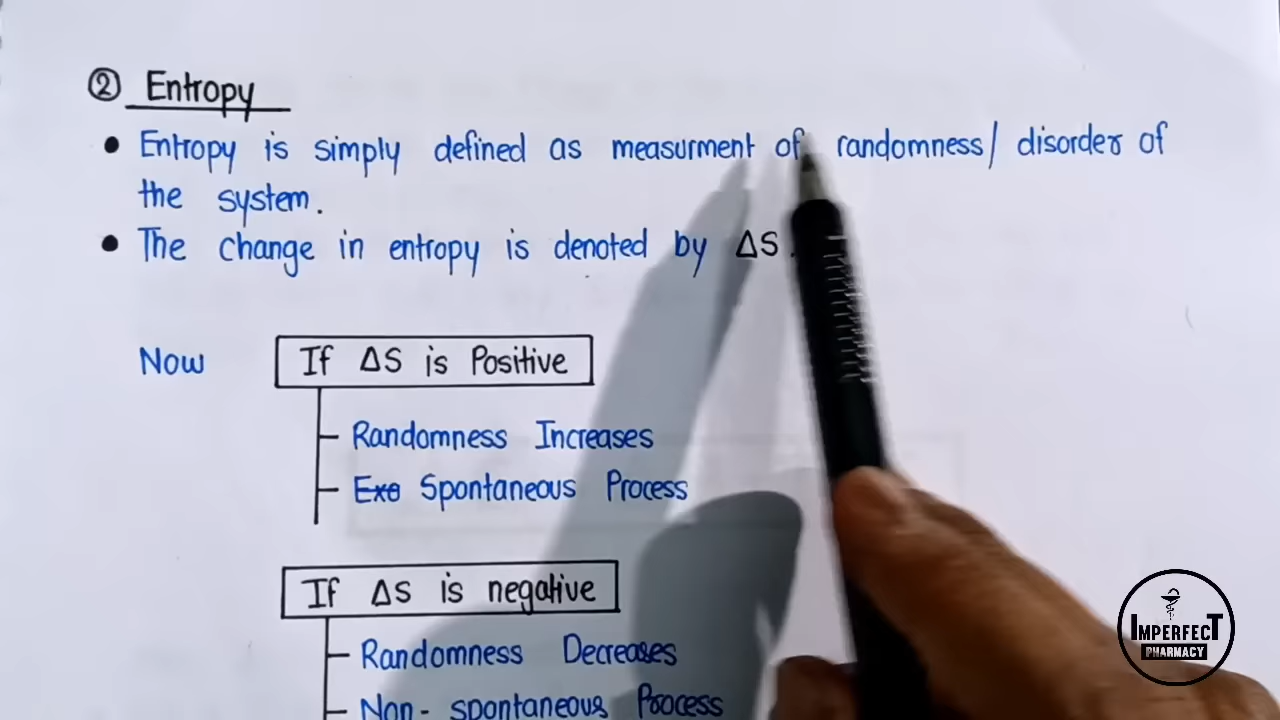 ② Entropy
• Entropy is simply defined as measurment of randomness/ disorder of
the system.
• The change in entropy is denoted by ΔS.
Now If ΔS is Positive
Randomness Increases
Exo Spontaneous Process
If ΔS is negative
Randomness Decreases
Non- spontaneous Process
IMPERFECT
PHARMACY